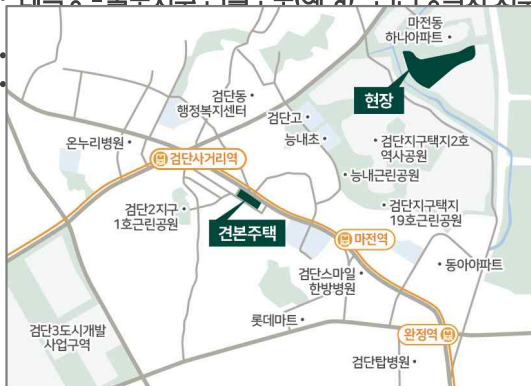 마전동
하나아파트
현장
검단동
행정복지센터
검단고
능내초
온누리병원
검단사거리역
검단지구택지2호
역사공원
능내근린공원
검단2지구
1호근린공원
견본주택
검단지구택지
19호근린공원
마전역
동아아파트
검단스마일
한방병원
롯데마트
완정역
검단3도시개발
사업구역
검단탑병원